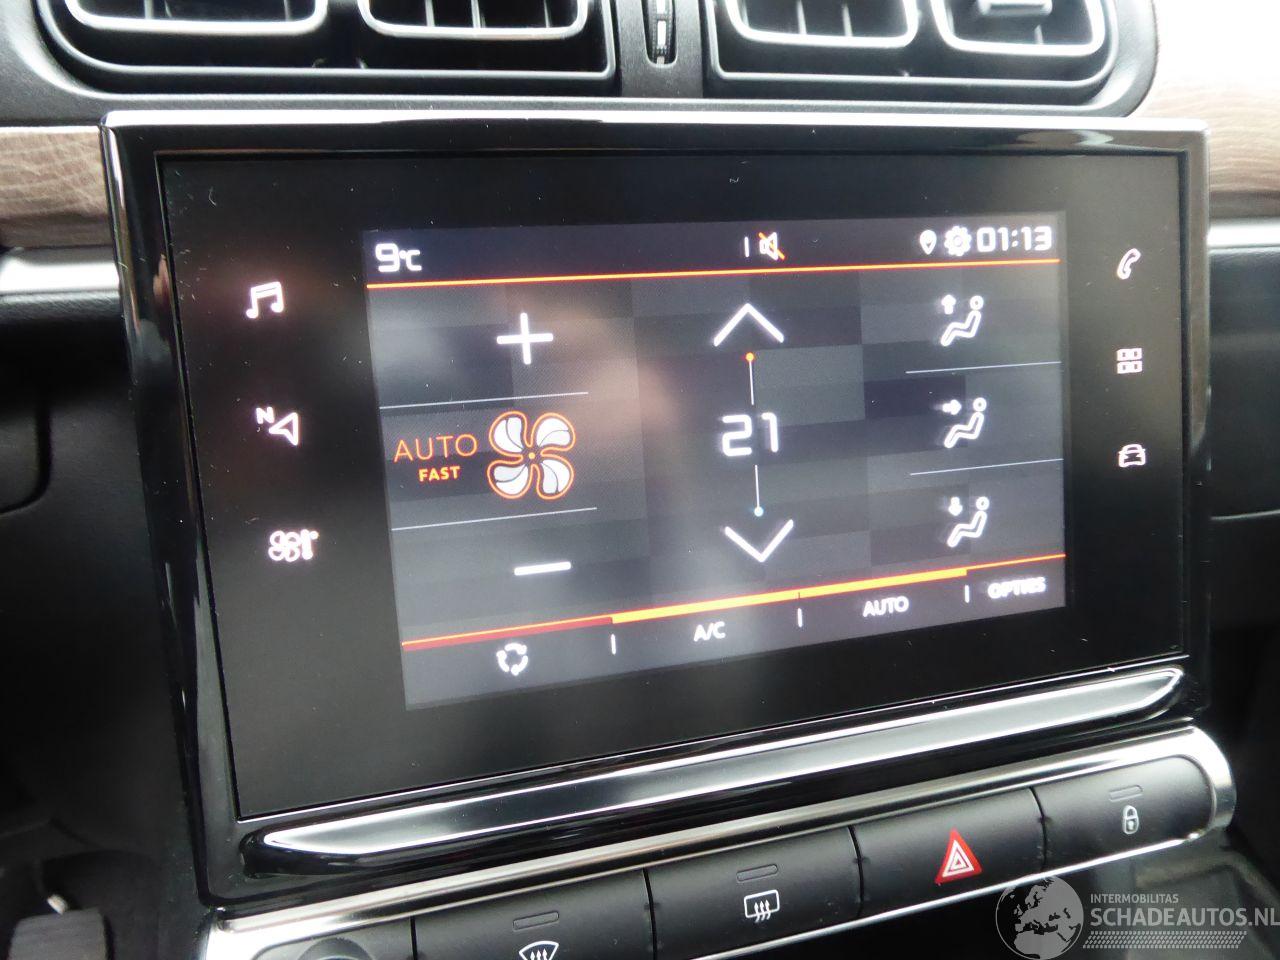 9°C
01:13
AUTO
FAST
21
N
A/C
AUTO
OPTIES
INTERMOBILITAS
SCHADEAUTOS.NL